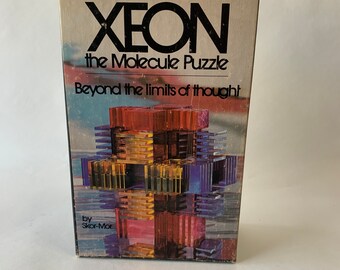 XEON
the Molecule Puzzle
Beyond the limits of thought
by
Skor-Mor